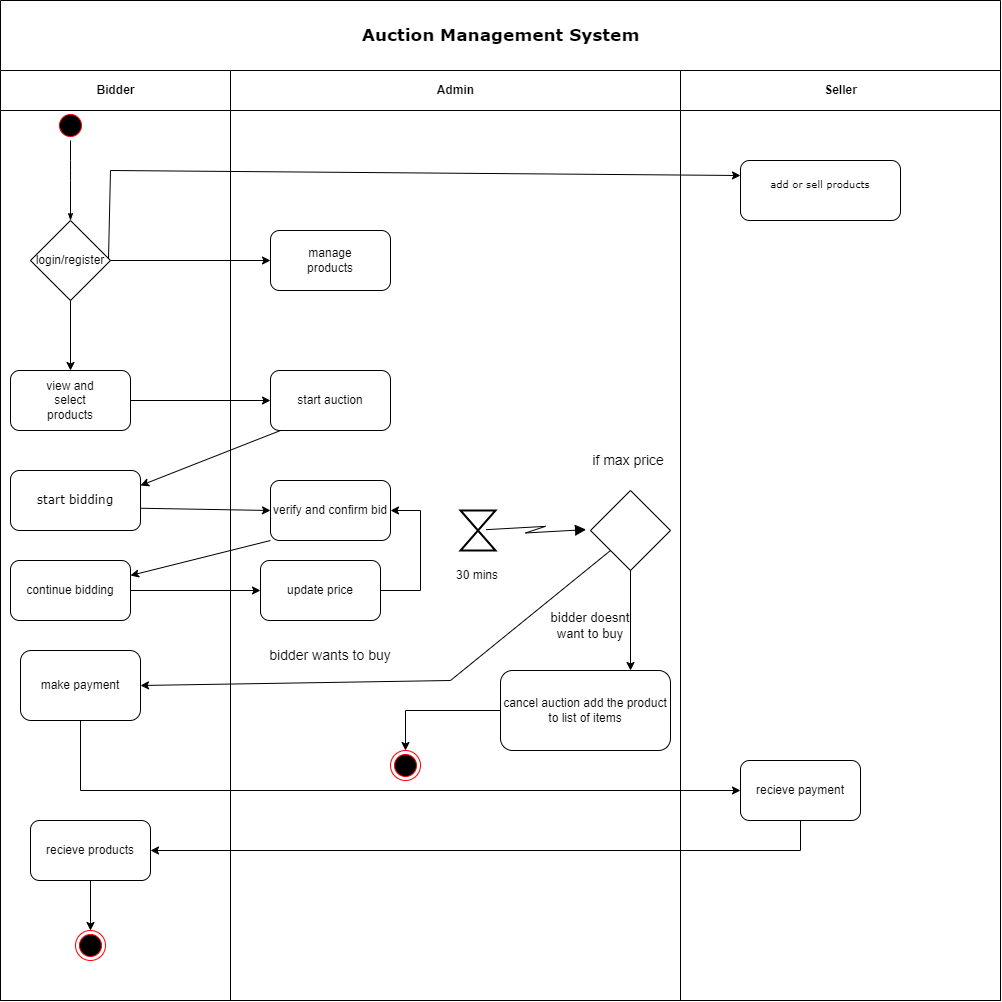 Auction Management System
Bidder
Admin
Seller
add or sell products
login/register
manage
products
view and
select
products
start auction
if max price
start bidding
verify and confirm bid
30 mins
continue bidding
update price
bidder doesnt
want to buy
bidder wants to buy
make payment
cancel auction add the product
to list of items
recieve payment
recieve products